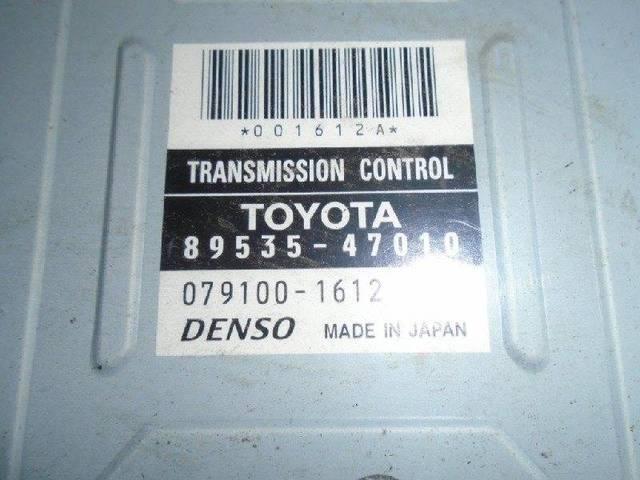 *001612A*
TRANSMISSION CONTROL
TOYOTA
89535-47010
079100-1612
DENSO MADE IN JAPAN